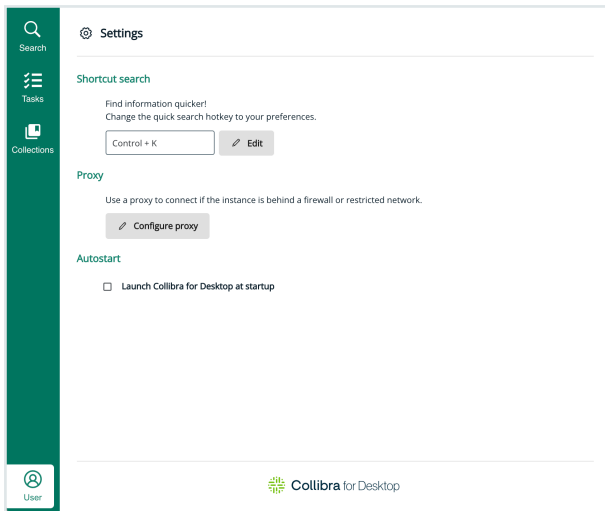 Search
Tasks
Collections
User
Settings
Shortcut search
Find information quicker!
Change the quick search hotkey to your preferences.
Control + K
Edit
Proxy
Use a proxy to connect if the instance is behind a firewall or restricted network.
Configure proxy
Autostart
Launch Collibra for Desktop at startup
Collibra for Desktop